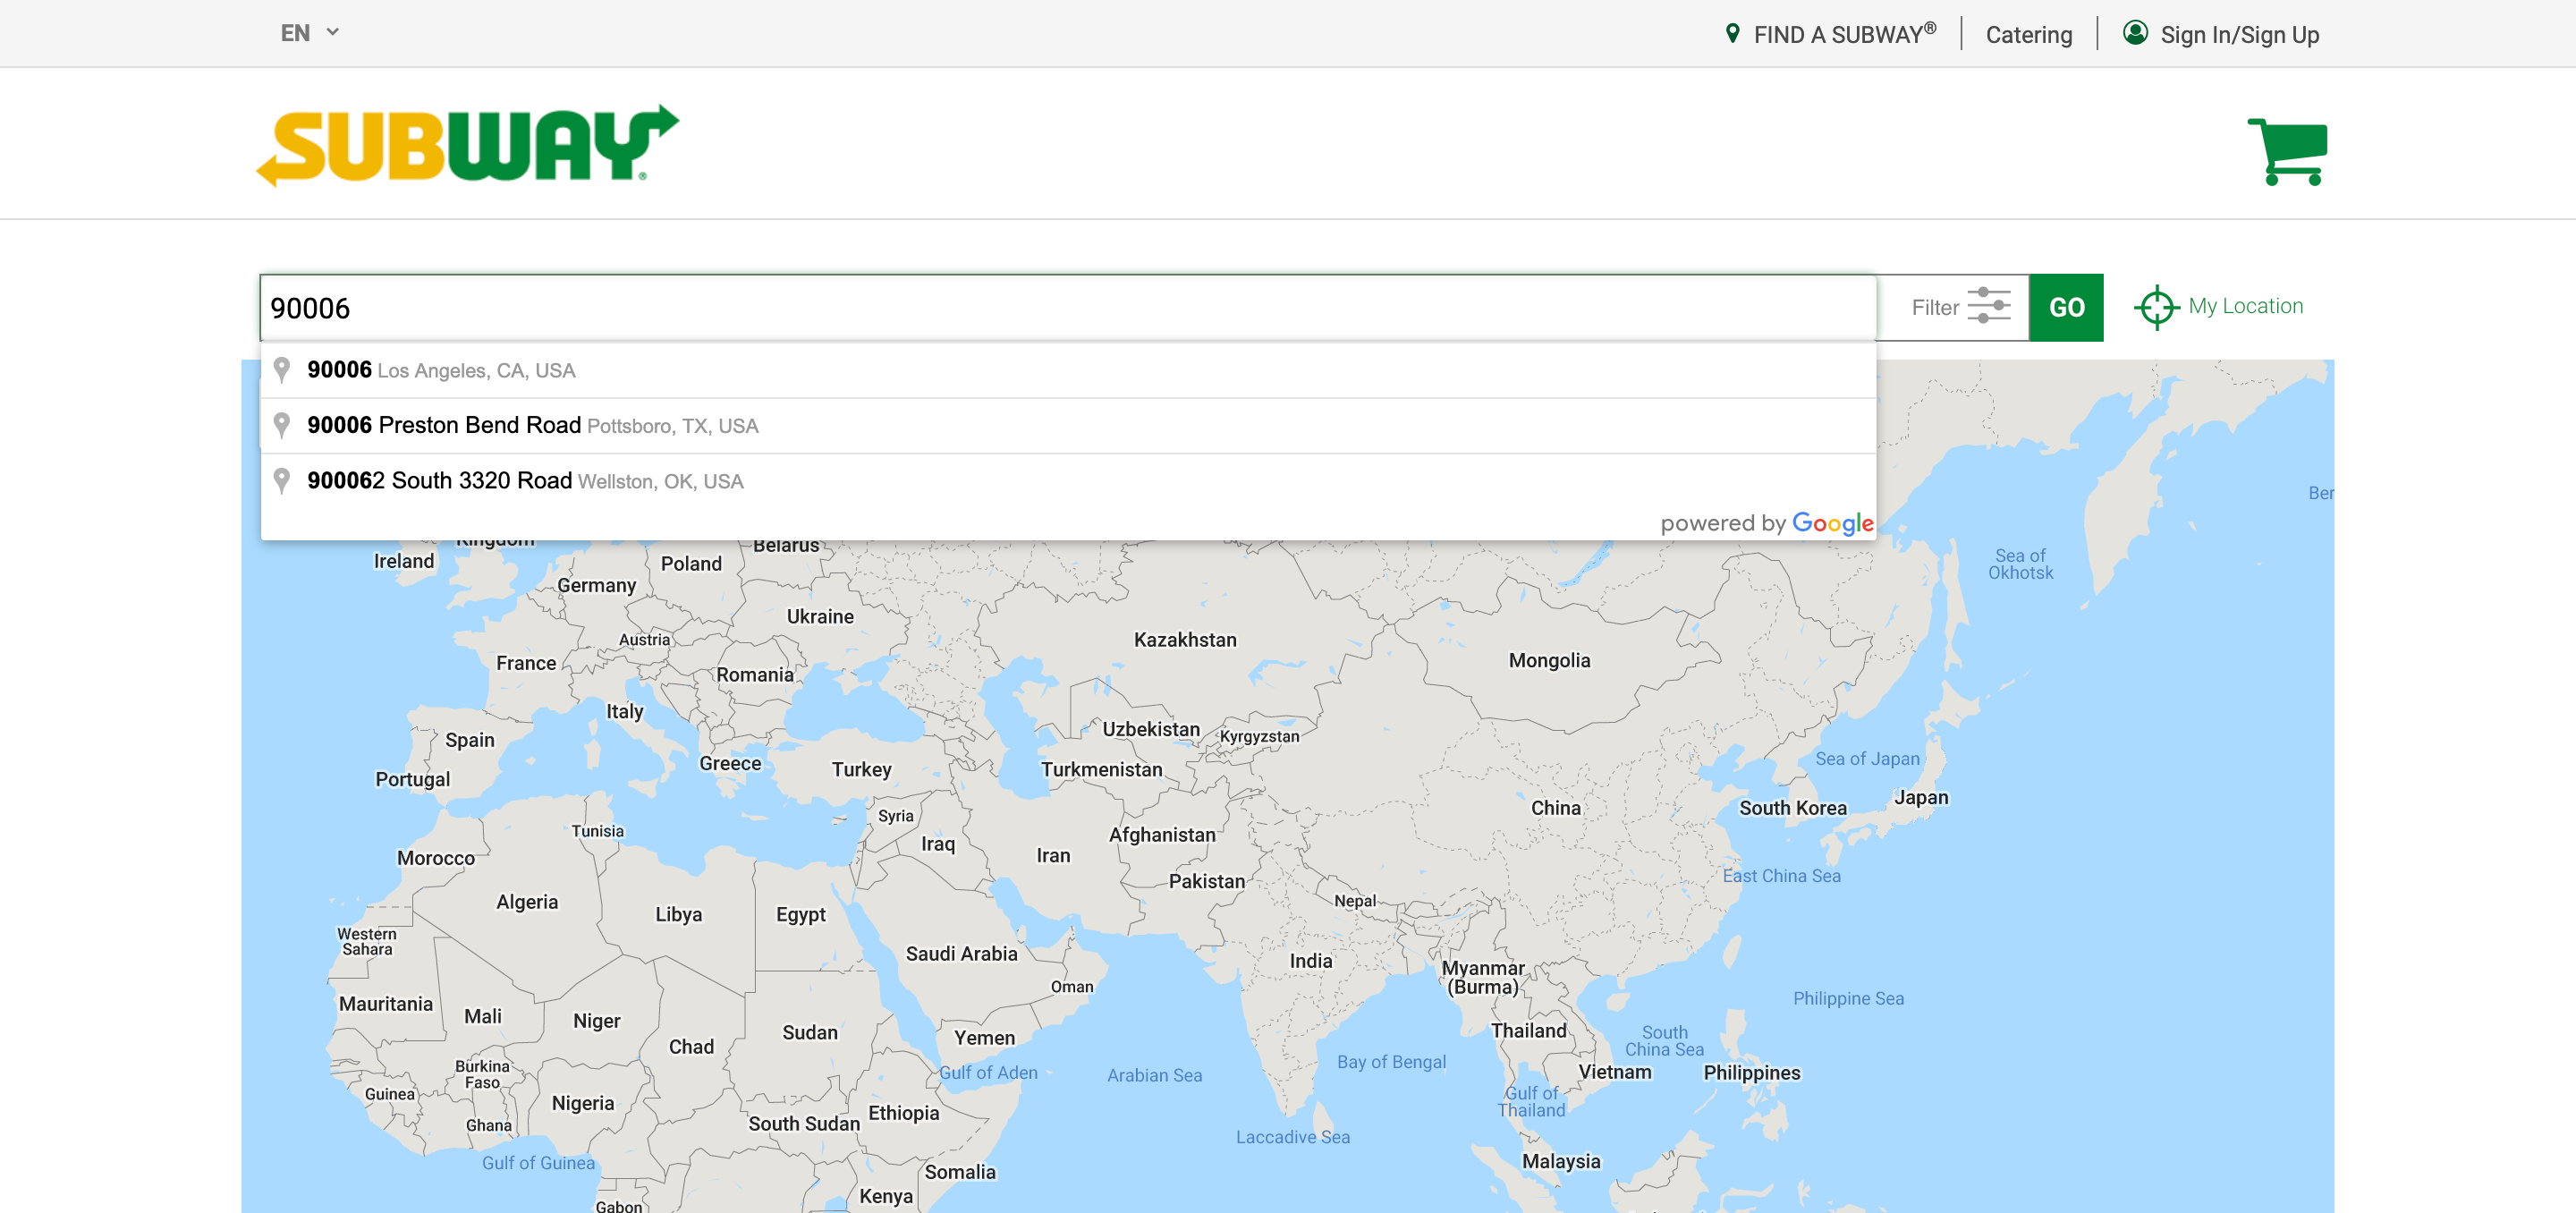 EN
FIND A SUBWAY®
Catering
Sign In/Sign Up
SUBWAY®
90006
Filter
GO
My Location
90006 Los Angeles, CA, USA
90006 Preston Bend Road Pottsboro, TX, USA
900062 South 3320 Road Wellston, OK, USA
powered by Google
Ber
Kingdom
Belarus
Ireland
Poland
Sea of
Okhotsk
Germany
Ukraine
Austria
Kazakhstan
France
Mongolia
Romania
Italy
Uzbekistan
Kyrgyzstan
Spain
Sea of Japan
Greece
Turkey
Turkmenistan
Portugal
Japan
China
South Korea
Syria
Tunisia
Afghanistan
Iraq
Iran
Morocco
East China Sea
Pakistan
Algeria
Nepal
Libya
Egypt
Western
Sahara
Saudi Arabia
India
Myanmar
(Burma)
Oman
Philippine Sea
Mauritania
Mali
Niger
Sudan
Thailand
South
China Sea
Yemen
Chad
Bay of Bengal
Burkina
Faso
Gulf of Aden
Arabian Sea
Vietnam
Philippines
Guinea
Gulf of
Thailand
Nigeria
Ethiopia
Ghana
South Sudan
Laccadive Sea
Gulf of Guinea
Malaysia
Somalia
Kenya
Gabon